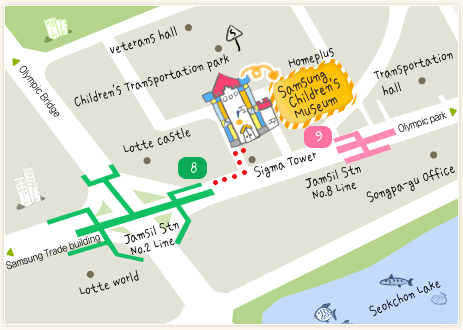 veterans hall
5
Olympic Bridge
Children's Transportation park
Homeplus
Samsung
Children's
Museum
Transportation
hall
Lotte castle
9
Olympic park
8
Sigma Tower
Jamsil Stn
No.8 Line
Songpa-gu Office
Jamsil Stn
No.2 Line
Samsung Trade building
Lotte world
Seokchon Lake